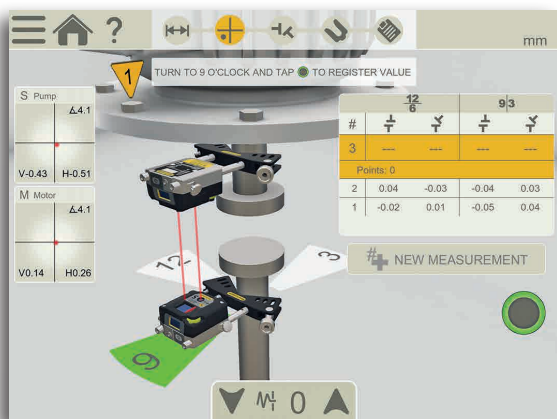 ?
mm
1
TURN TO 9 O'CLOCK AND TAP TO REGISTER VALUE
S Pump
4.1
V-0.43 H-0.51
M Motor
4.1
V0.14 H0.26
12
6
9 3
#
3 --- --- --- ---
Points: 0
2 0.04 -0.03 -0.04 0.03
1 -0.02 0.01 -0.05 0.04
# NEW MEASUREMENT
12
3
9
0